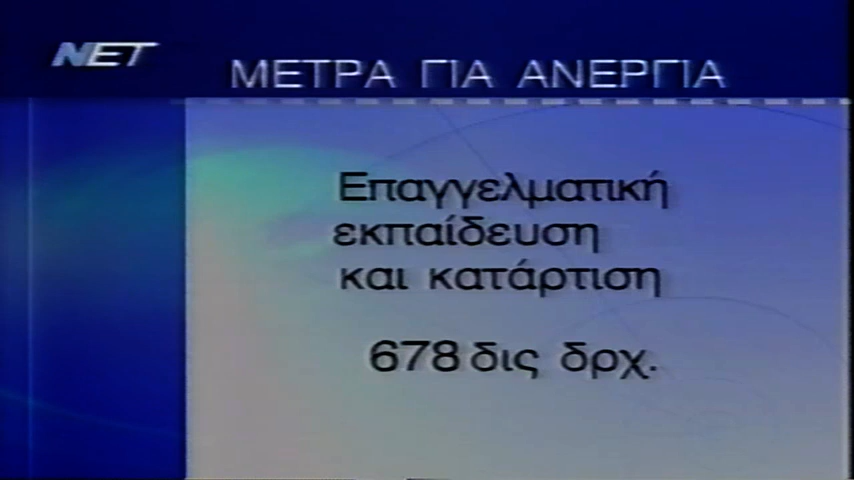 NET
ΜΕΤΡΑ ΓΙΑ ΑΝΕΡΓΙΑ
Επαγγελματική
εκπαίδευση
και κατάρτιση
678 δις δρχ.